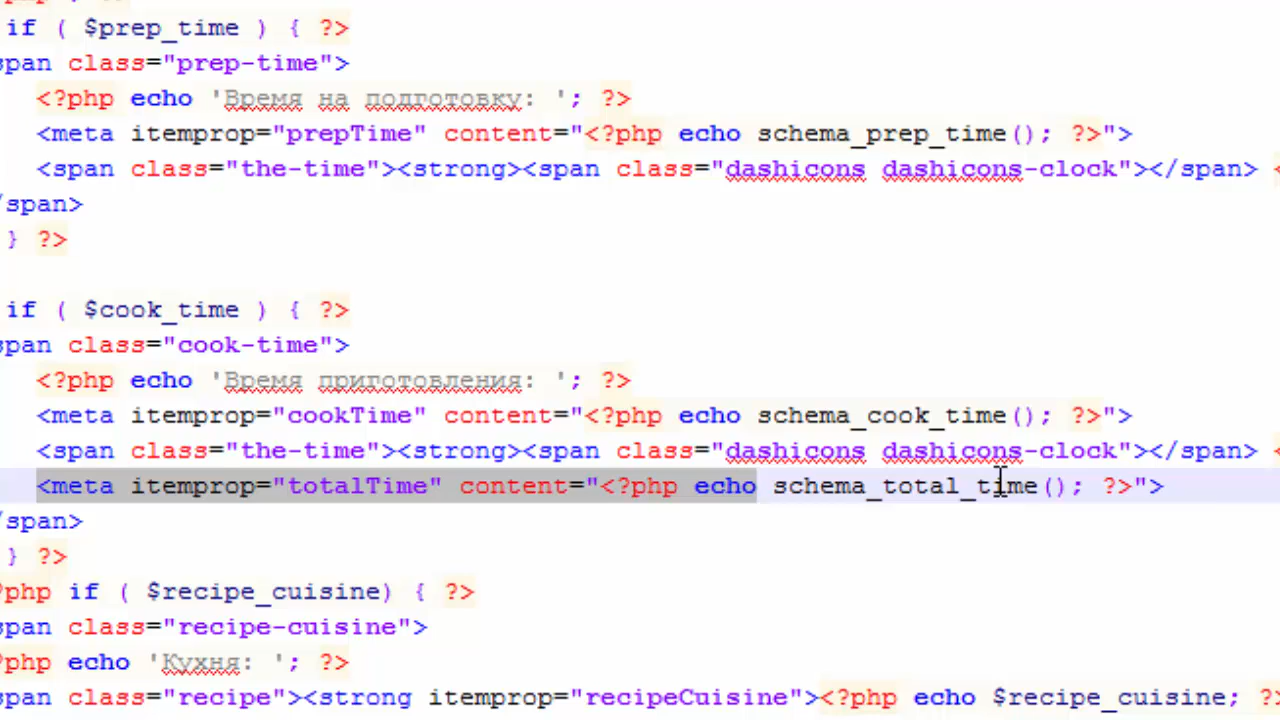 if ( $prep_time ) { ?>
span class="prep-time">
<?php echo 'Время на подготовку: '; ?>
<meta itemprop="prepTime" content="<?php echo schema_prep_time(); ?>">
<span class="the-time"><strong><span class="dashicons dashicons-clock"></span> <
/span>
} ?>
if ( $cook_time ) { ?>
span class="cook-time">
<?php echo 'Время приготовления: '; ?>
<meta itemprop="cookTime" content="<?php echo schema_cook_time(); ?>">
<span class="the-time"><strong><span class="dashicons dashicons-clock"></span> <
<meta itemprop="totalTime" content="<?php echo schema_total_time(); ?>">
/span>
} ?>
?php if ( $recipe_cuisine) { ?>
span class="recipe-cuisine">
?php echo 'Кухня: '; ?>
span class="recipe"><strong itemprop="recipeCuisine"><?php echo $recipe_cuisine; ?>